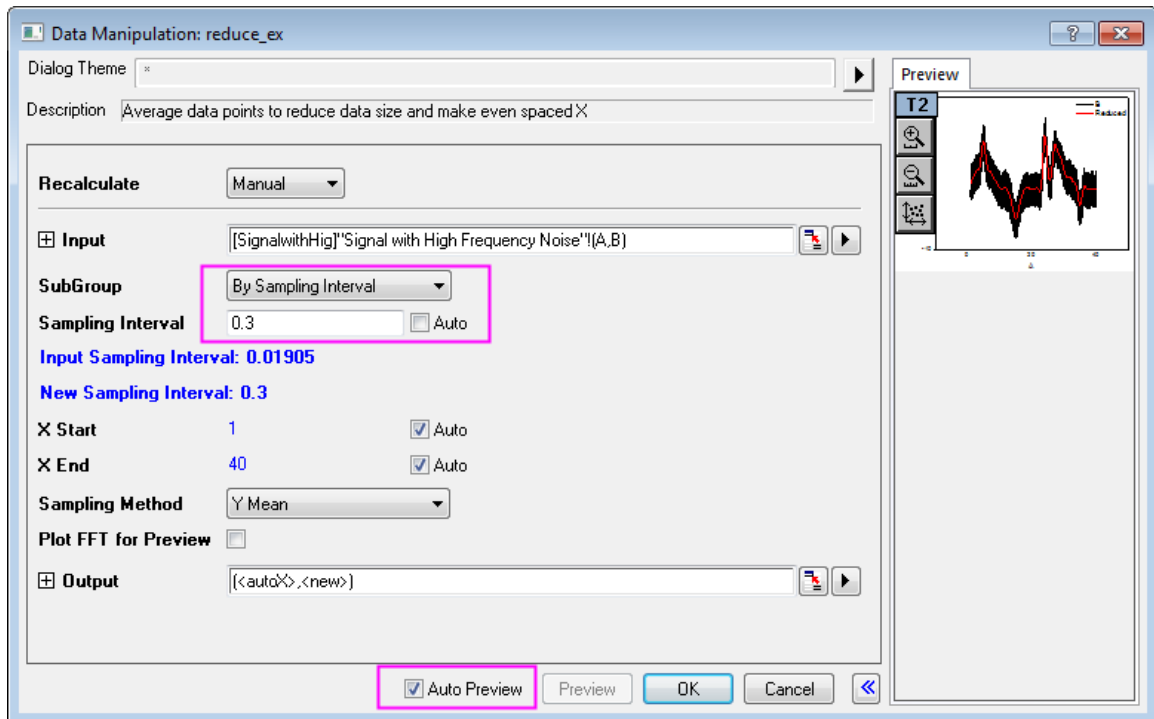 Data Manipulation: reduce_ex
Dialog Theme *
Description Average data points to reduce data size and make even spaced X
Preview
T2
B
Reduced
Recalculate Manual
Input [SignalwithHig]"Signal with High Frequency Noise"!(A,B)
SubGroup By Sampling Interval
Sampling Interval 0.3 Auto
Input Sampling Interval: 0.01905
New Sampling Interval: 0.3
X Start 1 Auto
X End 40 Auto
Sampling Method Y Mean
Plot FFT for Preview
Output (<autoX>,<new>)
Auto Preview Preview OK Cancel